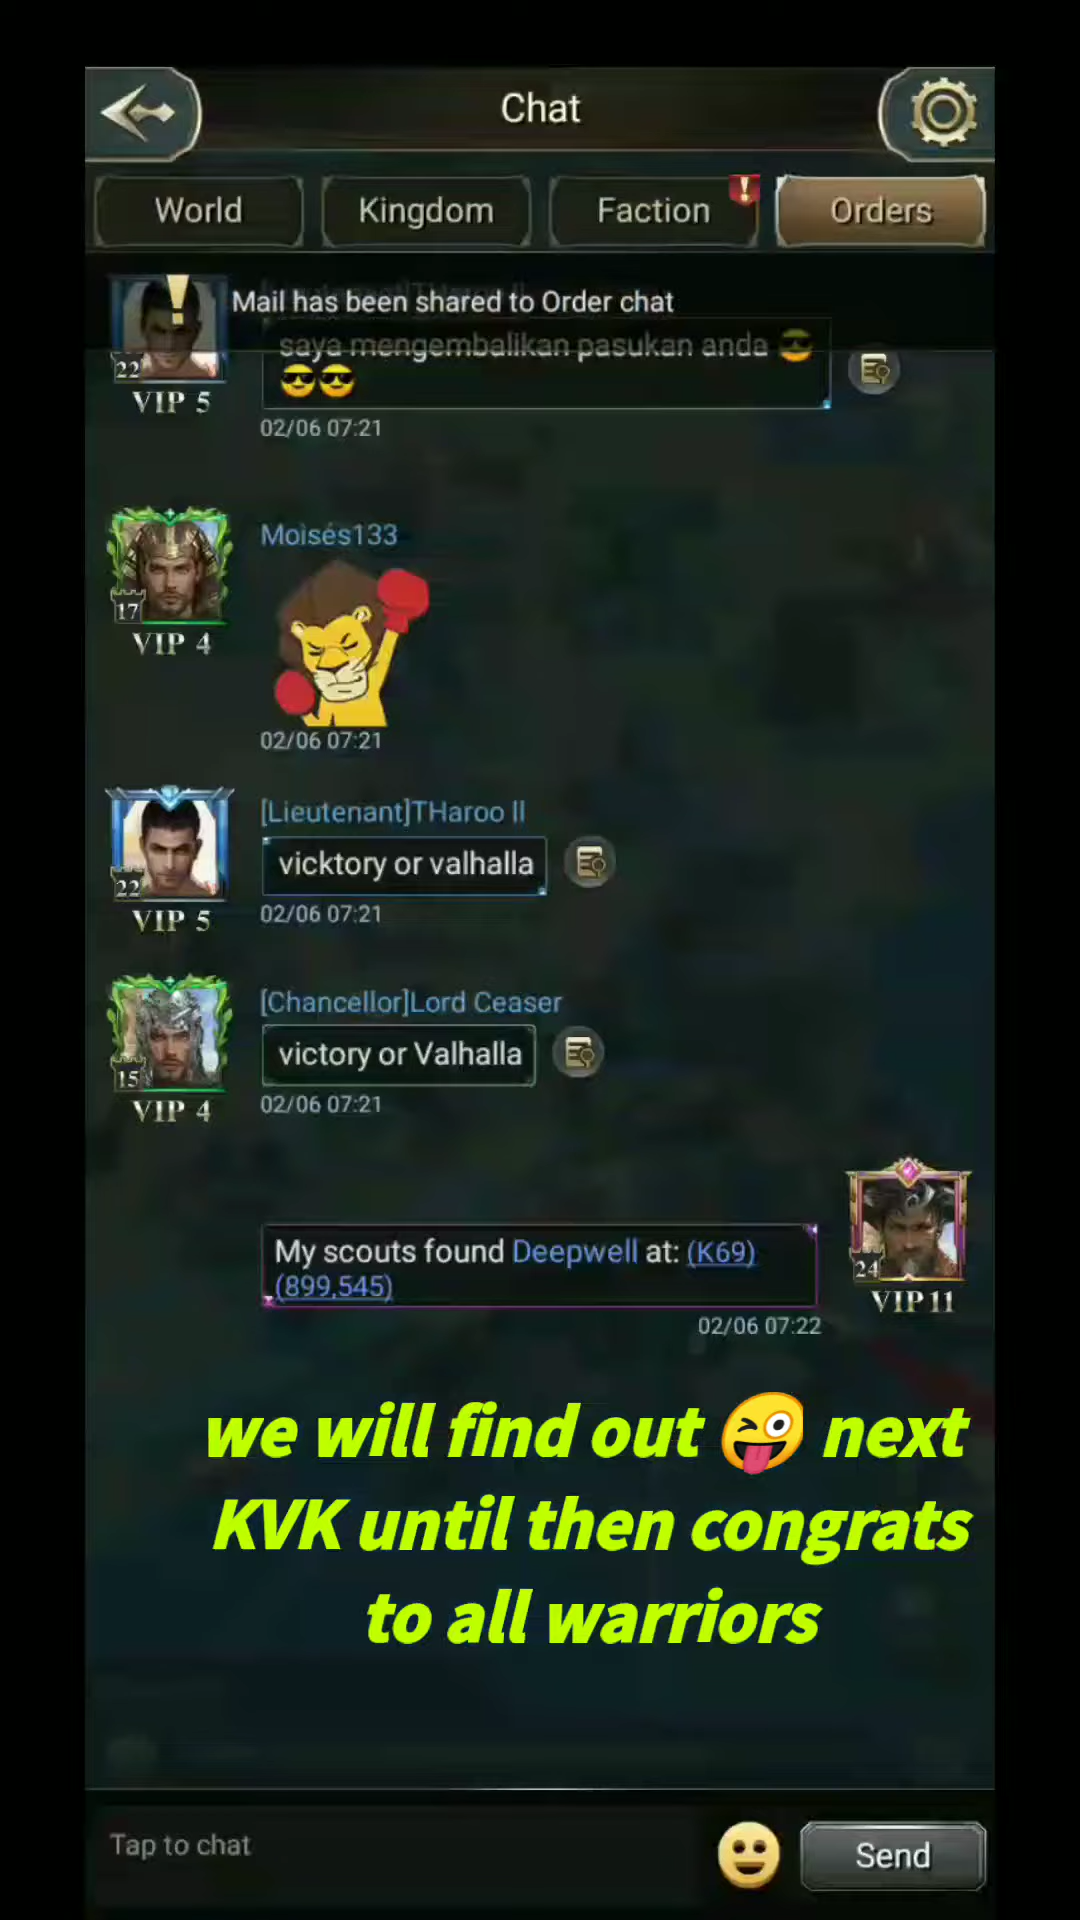 Chat
World
Kingdom
Faction
Orders
Mail has been shared to Order chat
saya mengembalikan pasukan anda 😎
😎😎
22
VIP 5
02/06 07:21
Moisés133
17
VIP 4
02/06 07:21
[Lieutenant]THaroo ll
vicktory or valhalla
22
VIP 5
02/06 07:21
[Chancellor]Lord Ceaser
victory or Valhalla
15
VIP 4
02/06 07:21
My scouts found Deepwell at: (K69)
(899,545)
24
VIP 11
02/06 07:22
we will find out 😜 next
KVK until then congrats
to all warriors
Tap to chat
Send